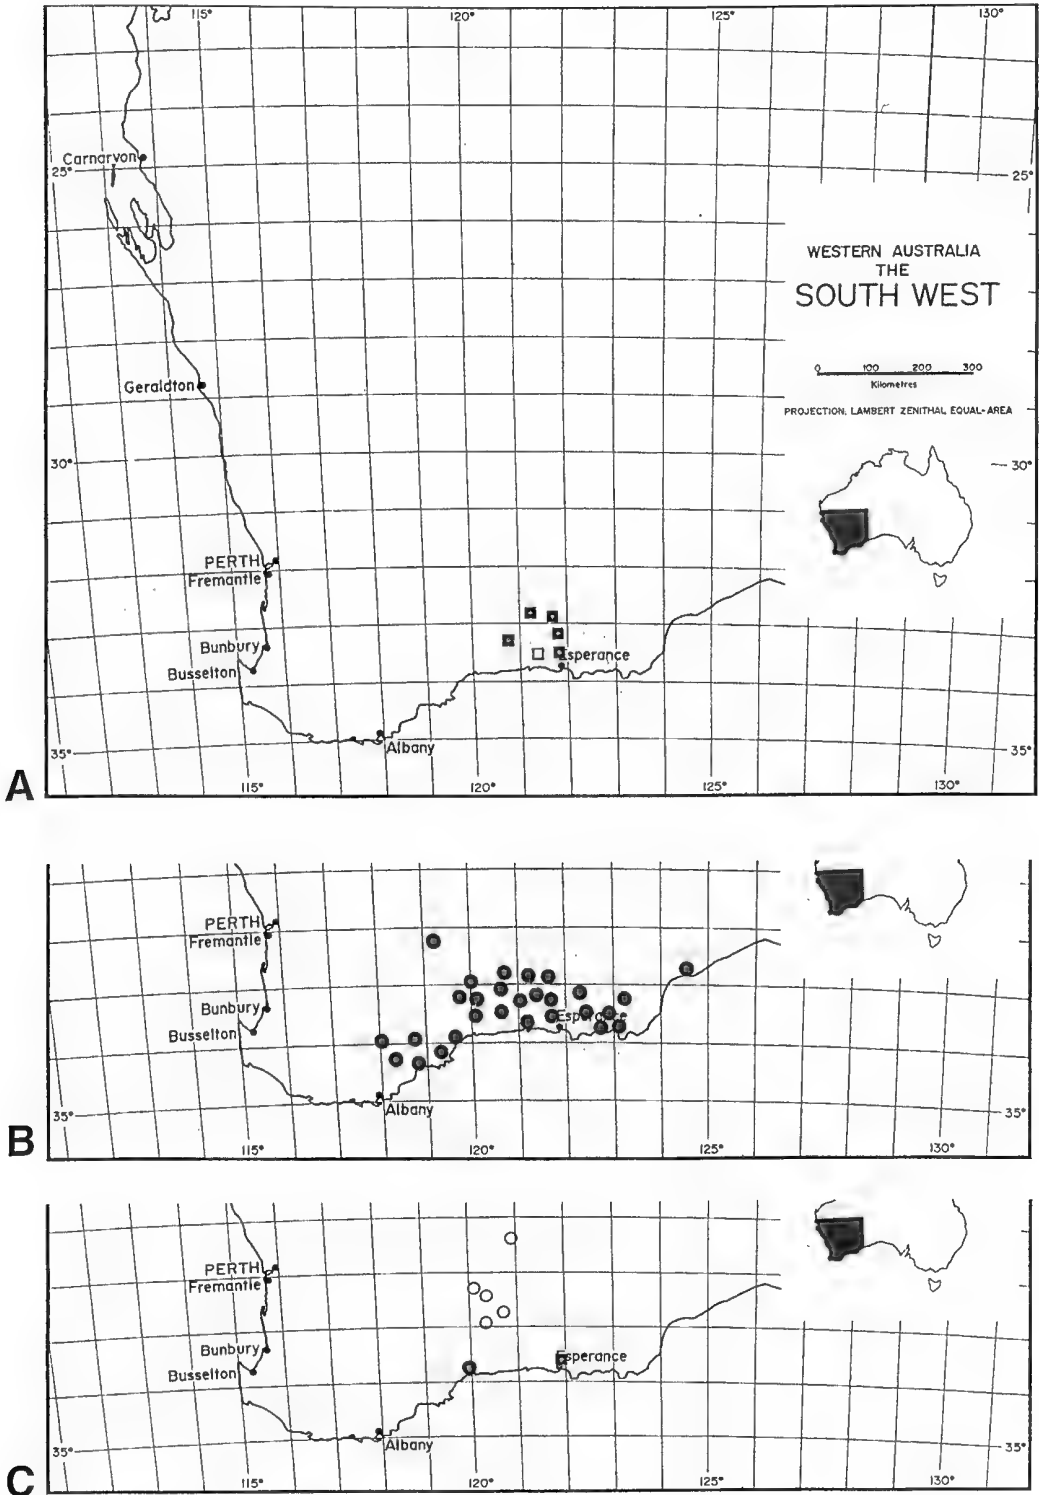 115° 120° 125° 130°
Carnarvon
25° 25°
WESTERN AUSTRALIA
THE
SOUTH WEST
0 100 200 300
Kilometres
Geraldton
PROJECTION, LAMBERT ZENITHAL EQUAL-AREA
30° 30°
PERTH
Fremantle
Bunbury
Esperance
Busselton
Albany
35° 35°
115° 120° 125° 130°
A
PERTH
Fremantle
Bunbury
Esperance
Busselton
Albany
35° 35°
115° 120° 125° 130°
B
PERTH
Fremantle
Bunbury
Esperance
Busselton
Albany
35° 35°
115° 120° 125° 130°
C